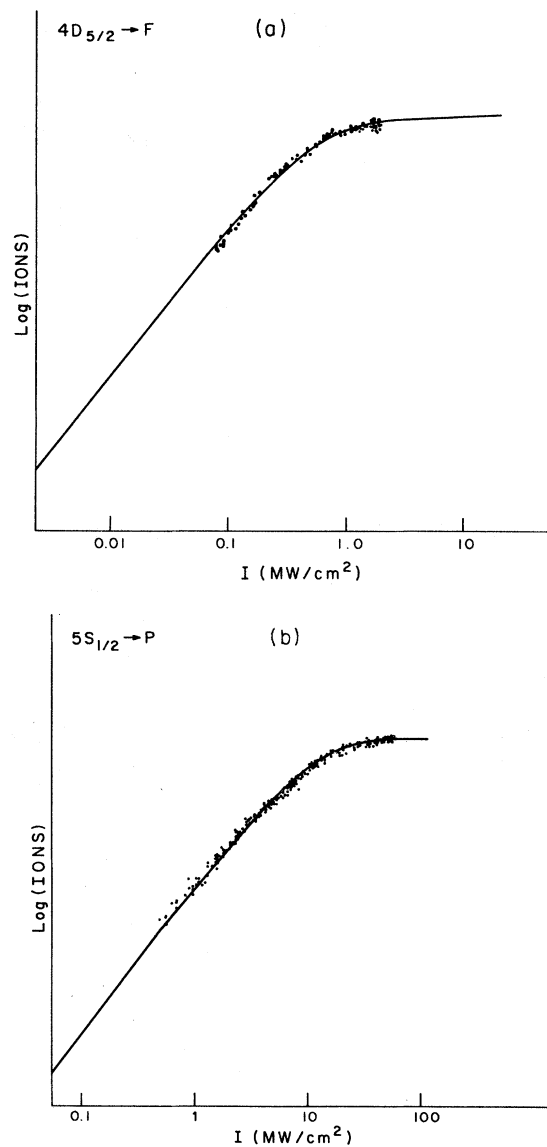 4D5/2→F (a)
Log (IONS)
0.01 0.1 1.0 10
I (MW/cm²)
5S1/2→P (b)
Log (IONS)
0.1 1 10 100
I (MW/cm²)